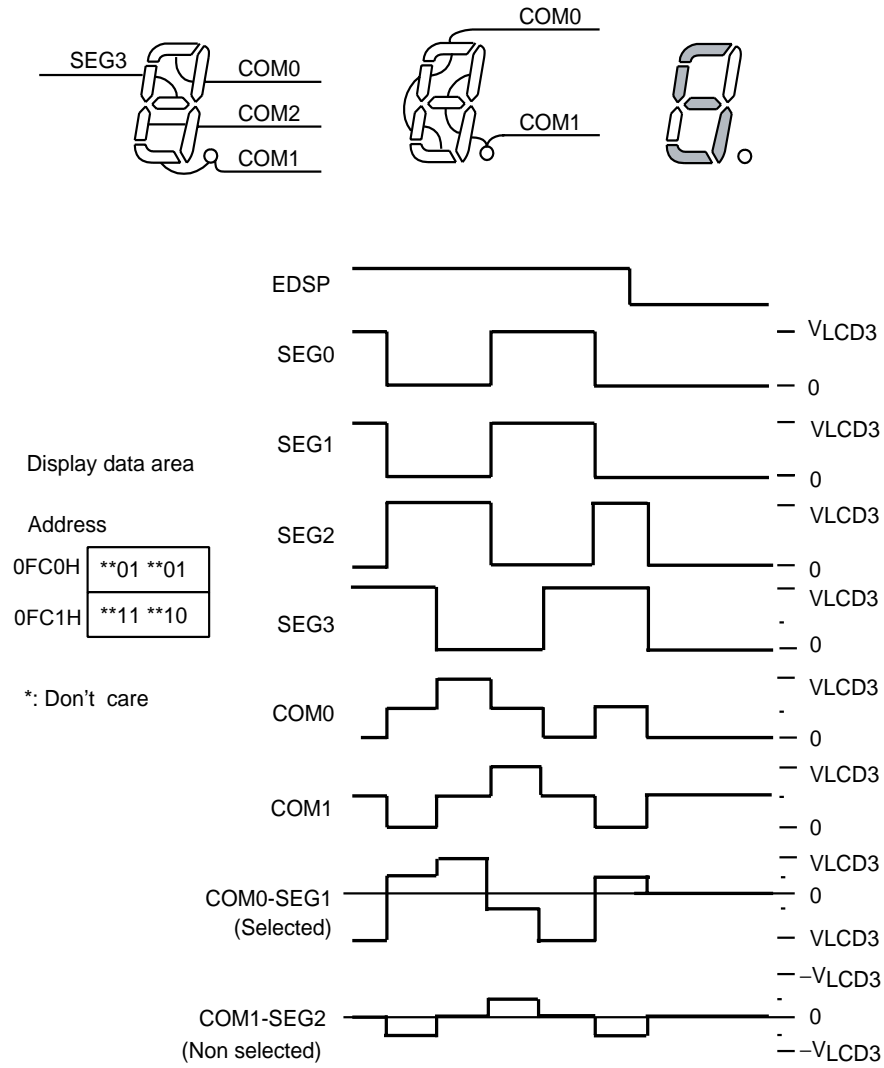 COM0
SEG3
COM0
COM2
COM1
COM1
EDSP
VLCD3
SEG0
0
VLCD3
SEG1
0
Display data area
VLCD3
Address
SEG2
0FC0H **01 **01
0
VLCD3
0FC1H **11 **10
SEG3
0
VLCD3
*: Don't care
COM0
0
VLCD3
COM1
0
VLCD3
COM0-SEG1
0
(Selected)
VLCD3
–VLCD3
COM1-SEG2
0
(Non selected)
–VLCD3